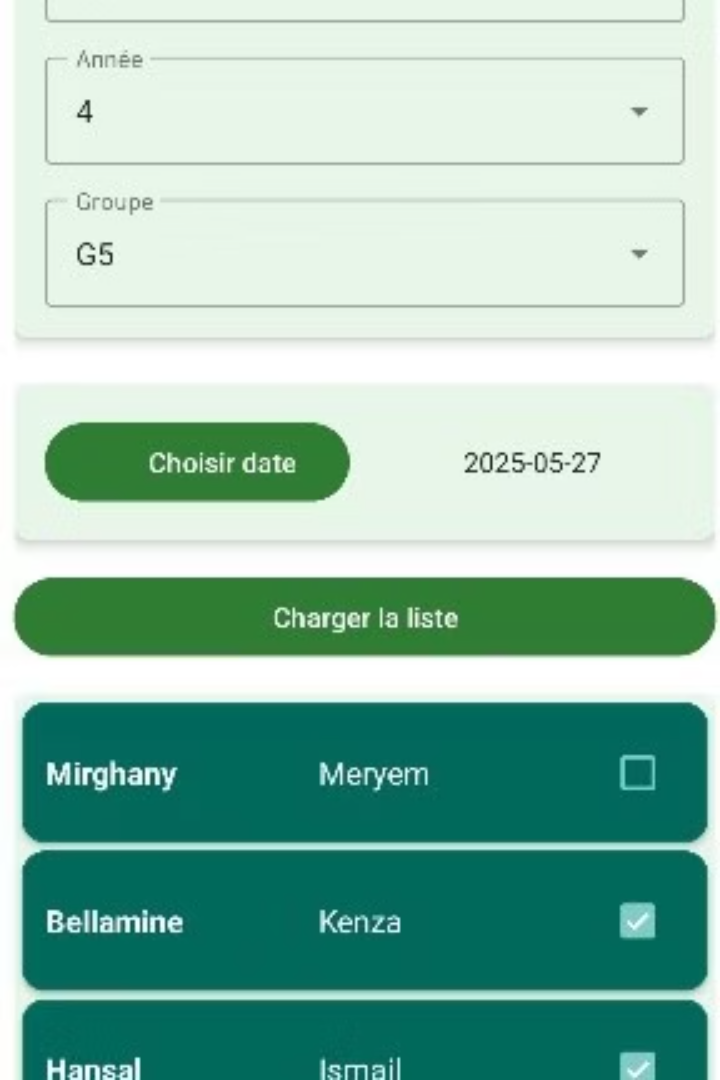 Année
4
Groupe
G5
Choisir date 2025-05-27
Charger la liste
Mirghany Meryem
Bellamine Kenza
Hansal Ismail